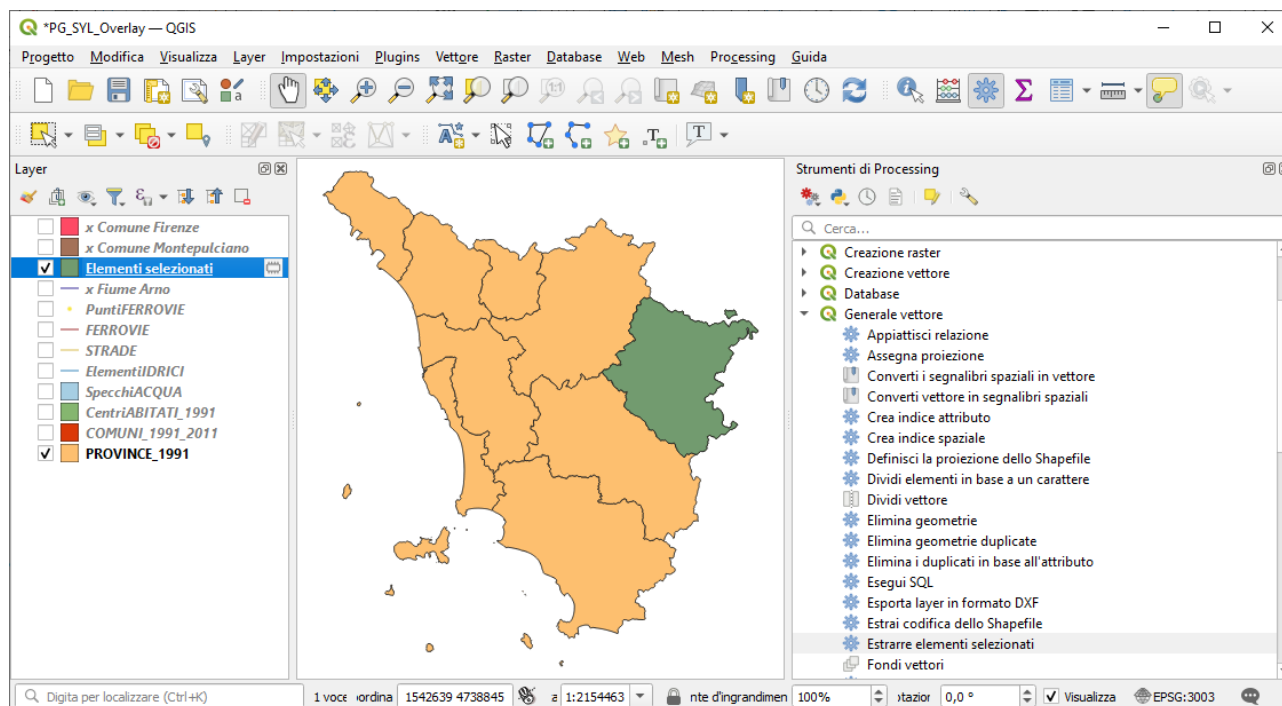 *PG_SYL_Overlay — QGIS
Progetto Modifica Visualizza Layer Impostazioni Plugins Vettore Raster Database Web Mesh Processing Guida
Layer
x Comune Firenze
x Comune Montepulciano
Elementi selezionati
x Fiume Arno
PuntiFERROVIE
FERROVIE
STRADE
ElementiIDRICI
SpecchiACQUA
CentriABITATI_1991
COMUNI_1991_2011
PROVINCE_1991
Strumenti di Processing
Cerca...
Creazione raster
Creazione vettore
Database
Generale vettore
Appiattisci relazione
Assegna proiezione
Converti i segnalibri spaziali in vettore
Converti vettore in segnalibri spaziali
Crea indice attributo
Crea indice spaziale
Definisci la proiezione dello Shapefile
Dividi elementi in base a un carattere
Dividi vettore
Elimina geometrie
Elimina geometrie duplicate
Elimina i duplicati in base all'attributo
Esegui SQL
Esporta layer in formato DXF
Estrai codifica dello Shapefile
Estrarre elementi selezionati
Fondi vettori
Digita per localizzare (Ctrl+K) 1 voce ordina 1542639 4738845 a 1:2154463 nte d'ingrandimen 100% tazior 0,0 ° Visualizza EPSG:3003